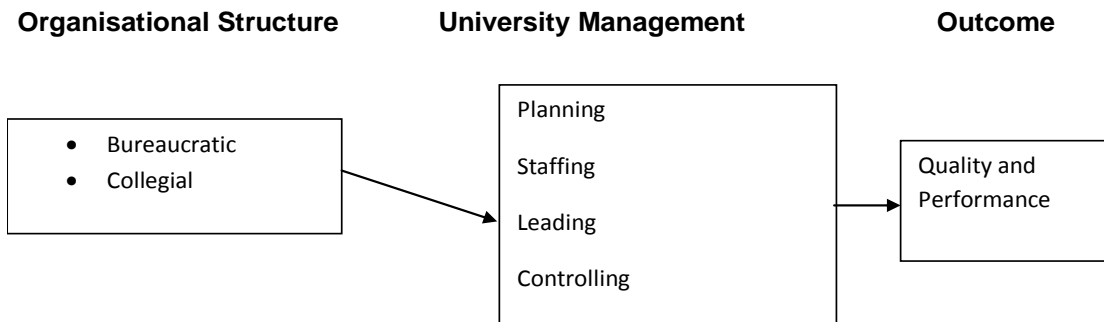 Organisational Structure
University Management
Outcome
• Bureaucratic
• Collegial
Planning
Staffing
Leading
Controlling
Quality and
Performance